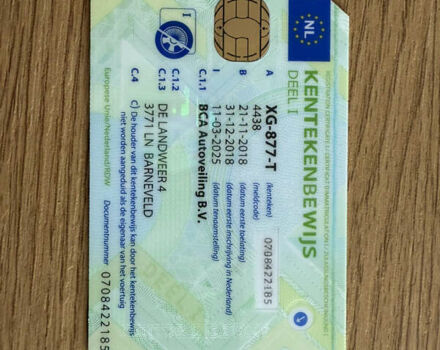 NL
KENTEKENBEWIJS
DEEL I
A XG-877-T (kenteken)
4438 (meldcode)
0708422185
B 21-11-2018 (datum eerste toelating)
31-12-2018 (datum eerste inschrijving in Nederland)
I 11-03-2025 (datum tenaamstelling)
C.1.1 BCA Autoveiling B.V.
C.1.2
C.1.3 DE LANDWEER 4
3771 LN BARNEVELD
C.4 c) De houder van dit kentekenbewijs kan door het kentekenbewijs
niet worden aangeduid als de eigenaar van het voertuig
Europese Unie/Nederland/RDW Documentnummer 0708422185